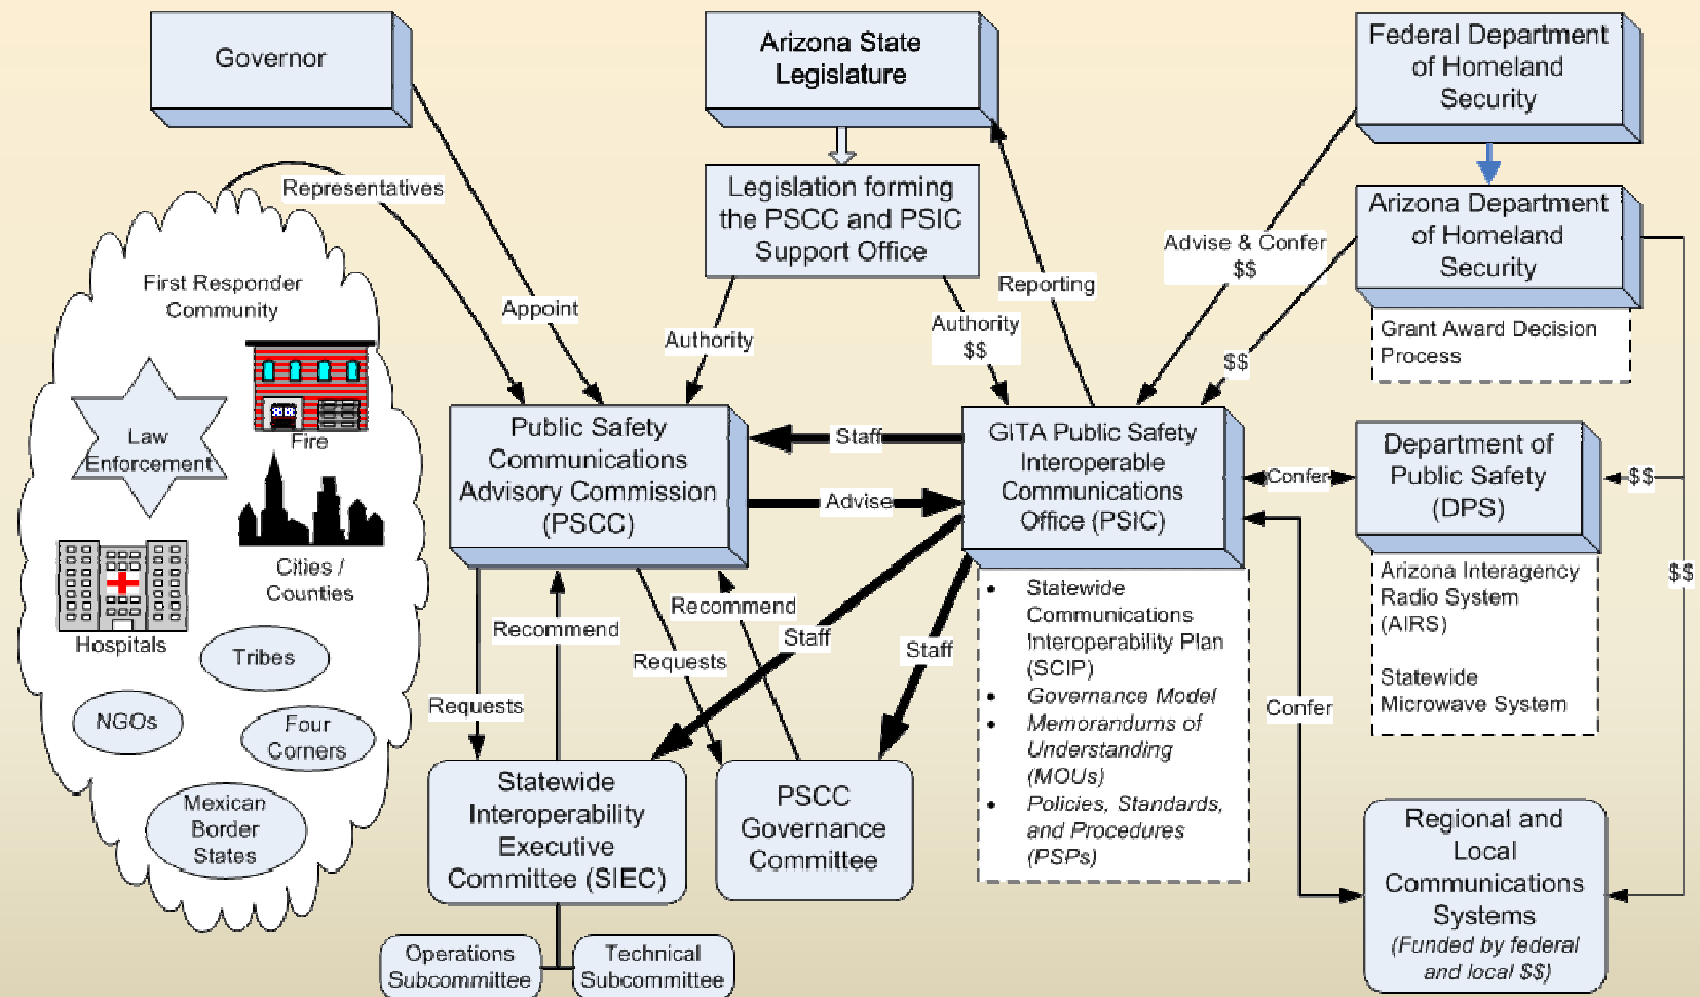 Governor
Arizona State
Legislature
Federal Department
of Homeland
Security
Representatives
Legislation forming
the PSCC and PSIC
Support Office
Arizona Department
of Homeland
Security
Advise & Confer
$$
Reporting
Appoint
Authority
Authority
$$
$$
Grant Award Decision
Process
First Responder
Community
Law
Enforcement
Fire
Cities /
Counties
Hospitals
Tribes
NGOs
Four
Corners
Mexican
Border
States
Public Safety
Communications
Advisory Commission
(PSCC)
Staff
Advise
GITA Public Safety
Interoperable
Communications
Office (PSIC)
Confer
Department of
Public Safety
(DPS)
$$
$$
Arizona Interagency
Radio System
(AIRS)
Statewide
Microwave System
• Statewide
Communications
Interoperability Plan
(SCIP)
• Governance Model
• Memorandums of
Understanding
(MOUs)
• Policies, Standards,
and Procedures
(PSPs)
Confer
Recommend
Recommend
Requests
Requests
Staff
Staff
Statewide
Interoperability
Executive
Committee (SIEC)
PSCC
Governance
Committee
Operations
Subcommittee
Technical
Subcommittee
Regional and
Local
Communications
Systems
(Funded by federal
and local $$)